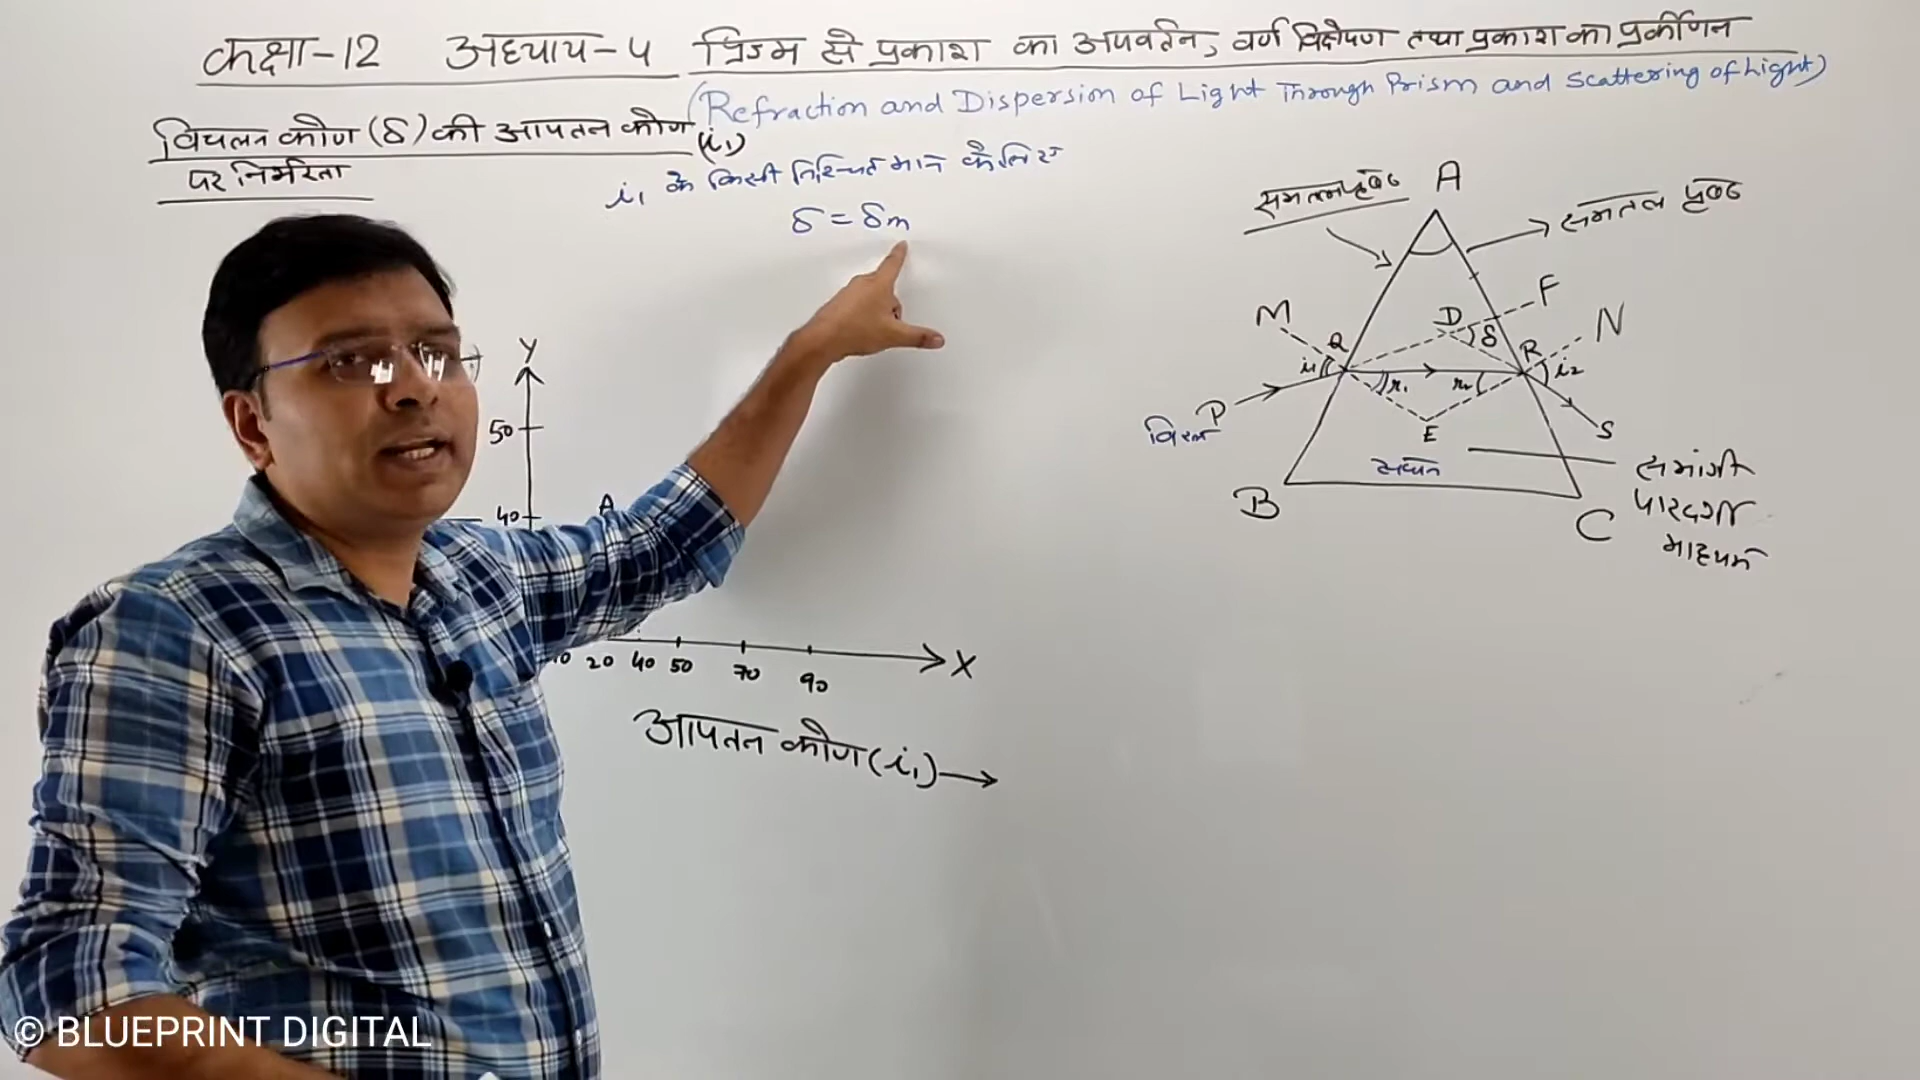 कक्षा-12 अध्याय-५ प्रिज्म से प्रकाश का अपवर्तन, वर्ण विक्षेपण तथा प्रकाश का प्रकीर्णन
(Refraction and Dispersion of Light Through Prism and Scattering of Light)
विचलन कोण (δ) की आपतन कोण (i₁)
पर निर्भरता
i₁ के किसी निश्चित मान के लिए
δ = δm
समतल पृष्ठ
A
समतल पृष्ठ
M
D
F
N
Q
δ
R
i₁
r₁
r₂
i₂
P
E
S
सघन
B
C
समांगी
पारदर्शी
माध्यम
Y
50
40
A
10 20 40 50 70 90
X
आपतन कोण (i₁)
© BLUEPRINT DIGITAL